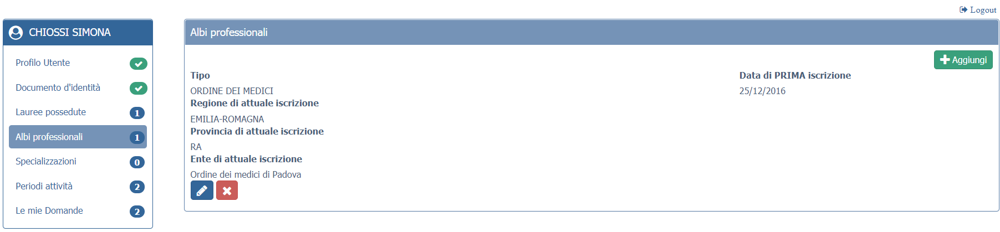 Logout
CHIOSSI SIMONA
Profilo Utente
Documento d'identità
Lauree possedute 1
Albi professionali 1
Specializzazioni 0
Periodi attività 2
Le mie Domande 2
Albi professionali
Aggiungi
Tipo Data di PRIMA iscrizione
ORDINE DEI MEDICI 25/12/2016
Regione di attuale iscrizione
EMILIA-ROMAGNA
Provincia di attuale iscrizione
RA
Ente di attuale iscrizione
Ordine dei medici di Padova